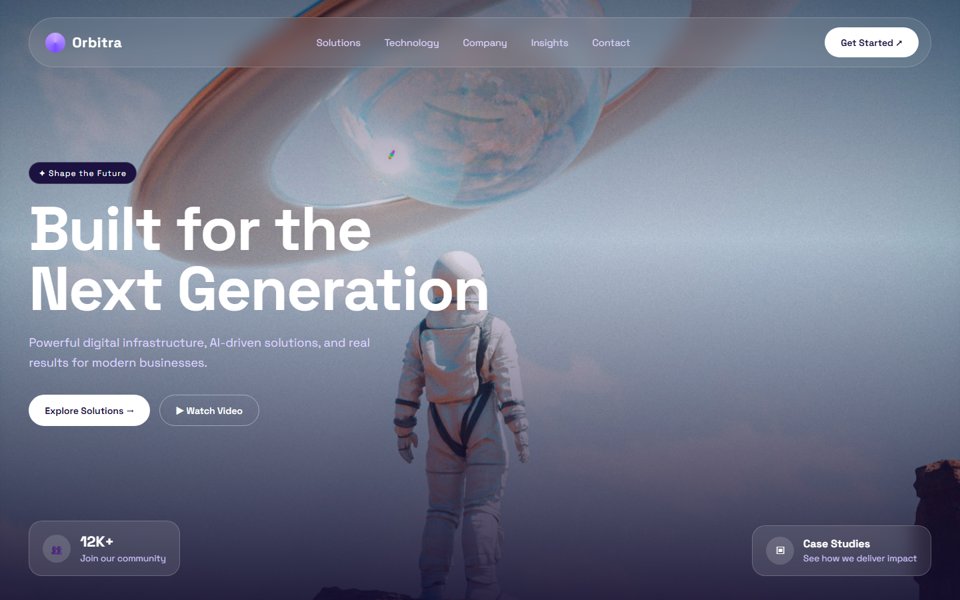 Orbitra
Solutions
Technology
Company
Insights
Contact
Get Started ↗
✦ Shape the Future
Built for the
Next Generation
Powerful digital infrastructure, AI-driven solutions, and real
results for modern businesses.
Explore Solutions →
▶ Watch Video
12K+
Join our community
Case Studies
See how we deliver impact